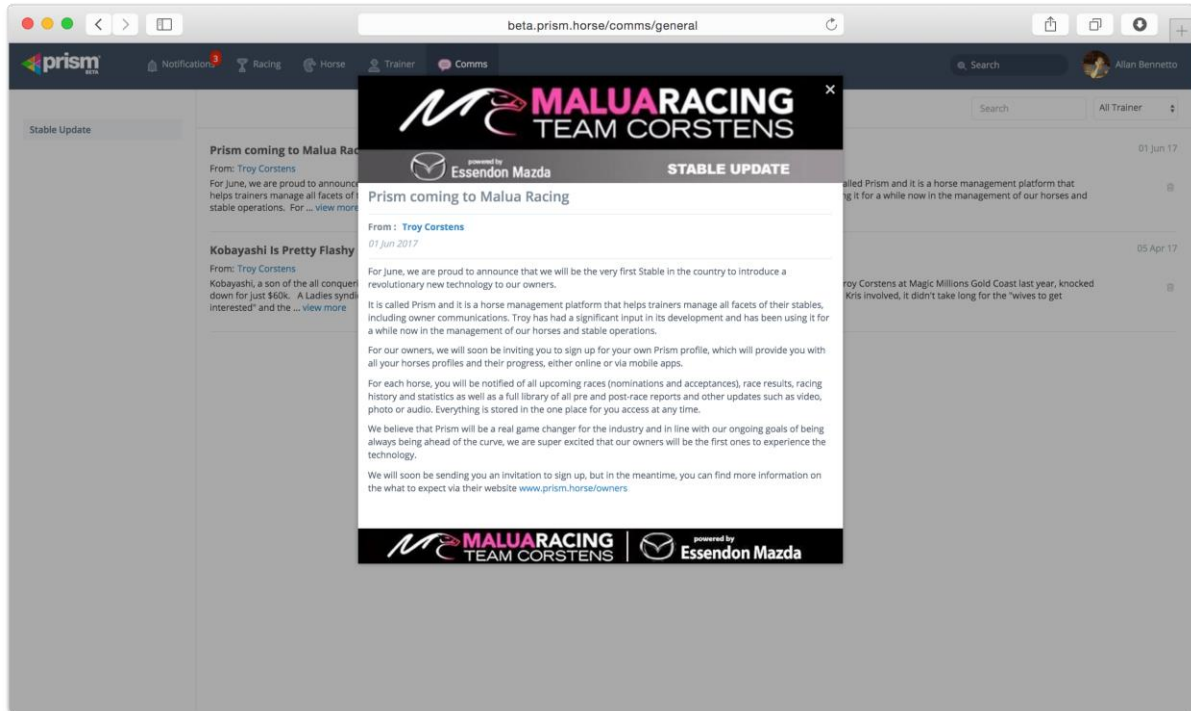 beta.prism.horse/comms/general
prism
BETA
Notifications
3
Racing
Horse
Trainer
Comms
Search
Allan Bennetto
Search
All Trainer
Stable Update
Prism coming to Malua Rac
01 Jun 17
From: Troy Corstens
For June, we are proud to announce
alled Prism and it is a horse management platform that
helps trainers manage all facets of
ng it for a while now in the management of our horses and
stable operations. For ... view more
Kobayashi Is Pretty Flashy
05 Apr 17
From: Troy Corstens
Kobayashi, a son of the all conqueri
roy Corstens at Magic Millions Gold Coast last year, knocked
down for just $60k. A Ladies syndi
Kris involved, it didn't take long for the "wives to get
interested" and the ... view more
×
MALUARACING
TEAM CORSTENS
powered by
Essendon Mazda
STABLE UPDATE
Prism coming to Malua Racing
From : Troy Corstens
01 Jun 2017
For June, we are proud to announce that we will be the very first Stable in the country to introduce a
revolutionary new technology to our owners.
It is called Prism and it is a horse management platform that helps trainers manage all facets of their stables,
including owner communications. Troy has had a significant input in its development and has been using it for
a while now in the management of our horses and stable operations.
For our owners, we will soon be inviting you to sign up for your own Prism profile, which will provide you with
all your horses profiles and their progress, either online or via mobile apps.
For each horse, you will be notified of all upcoming races (nominations and acceptances), race results, racing
history and statistics as well as a full library of all pre and post-race reports and other updates such as video,
photo or audio. Everything is stored in the one place for you access at any time.
We believe that Prism will be a real game changer for the industry and in line with our ongoing goals of being
always being ahead of the curve, we are super excited that our owners will be the first ones to experience the
technology.
We will soon be sending you an invitation to sign up, but in the meantime, you can find more information on
the what to expect via their website www.prism.horse/owners
MALUARACING
TEAM CORSTENS
powered by
Essendon Mazda